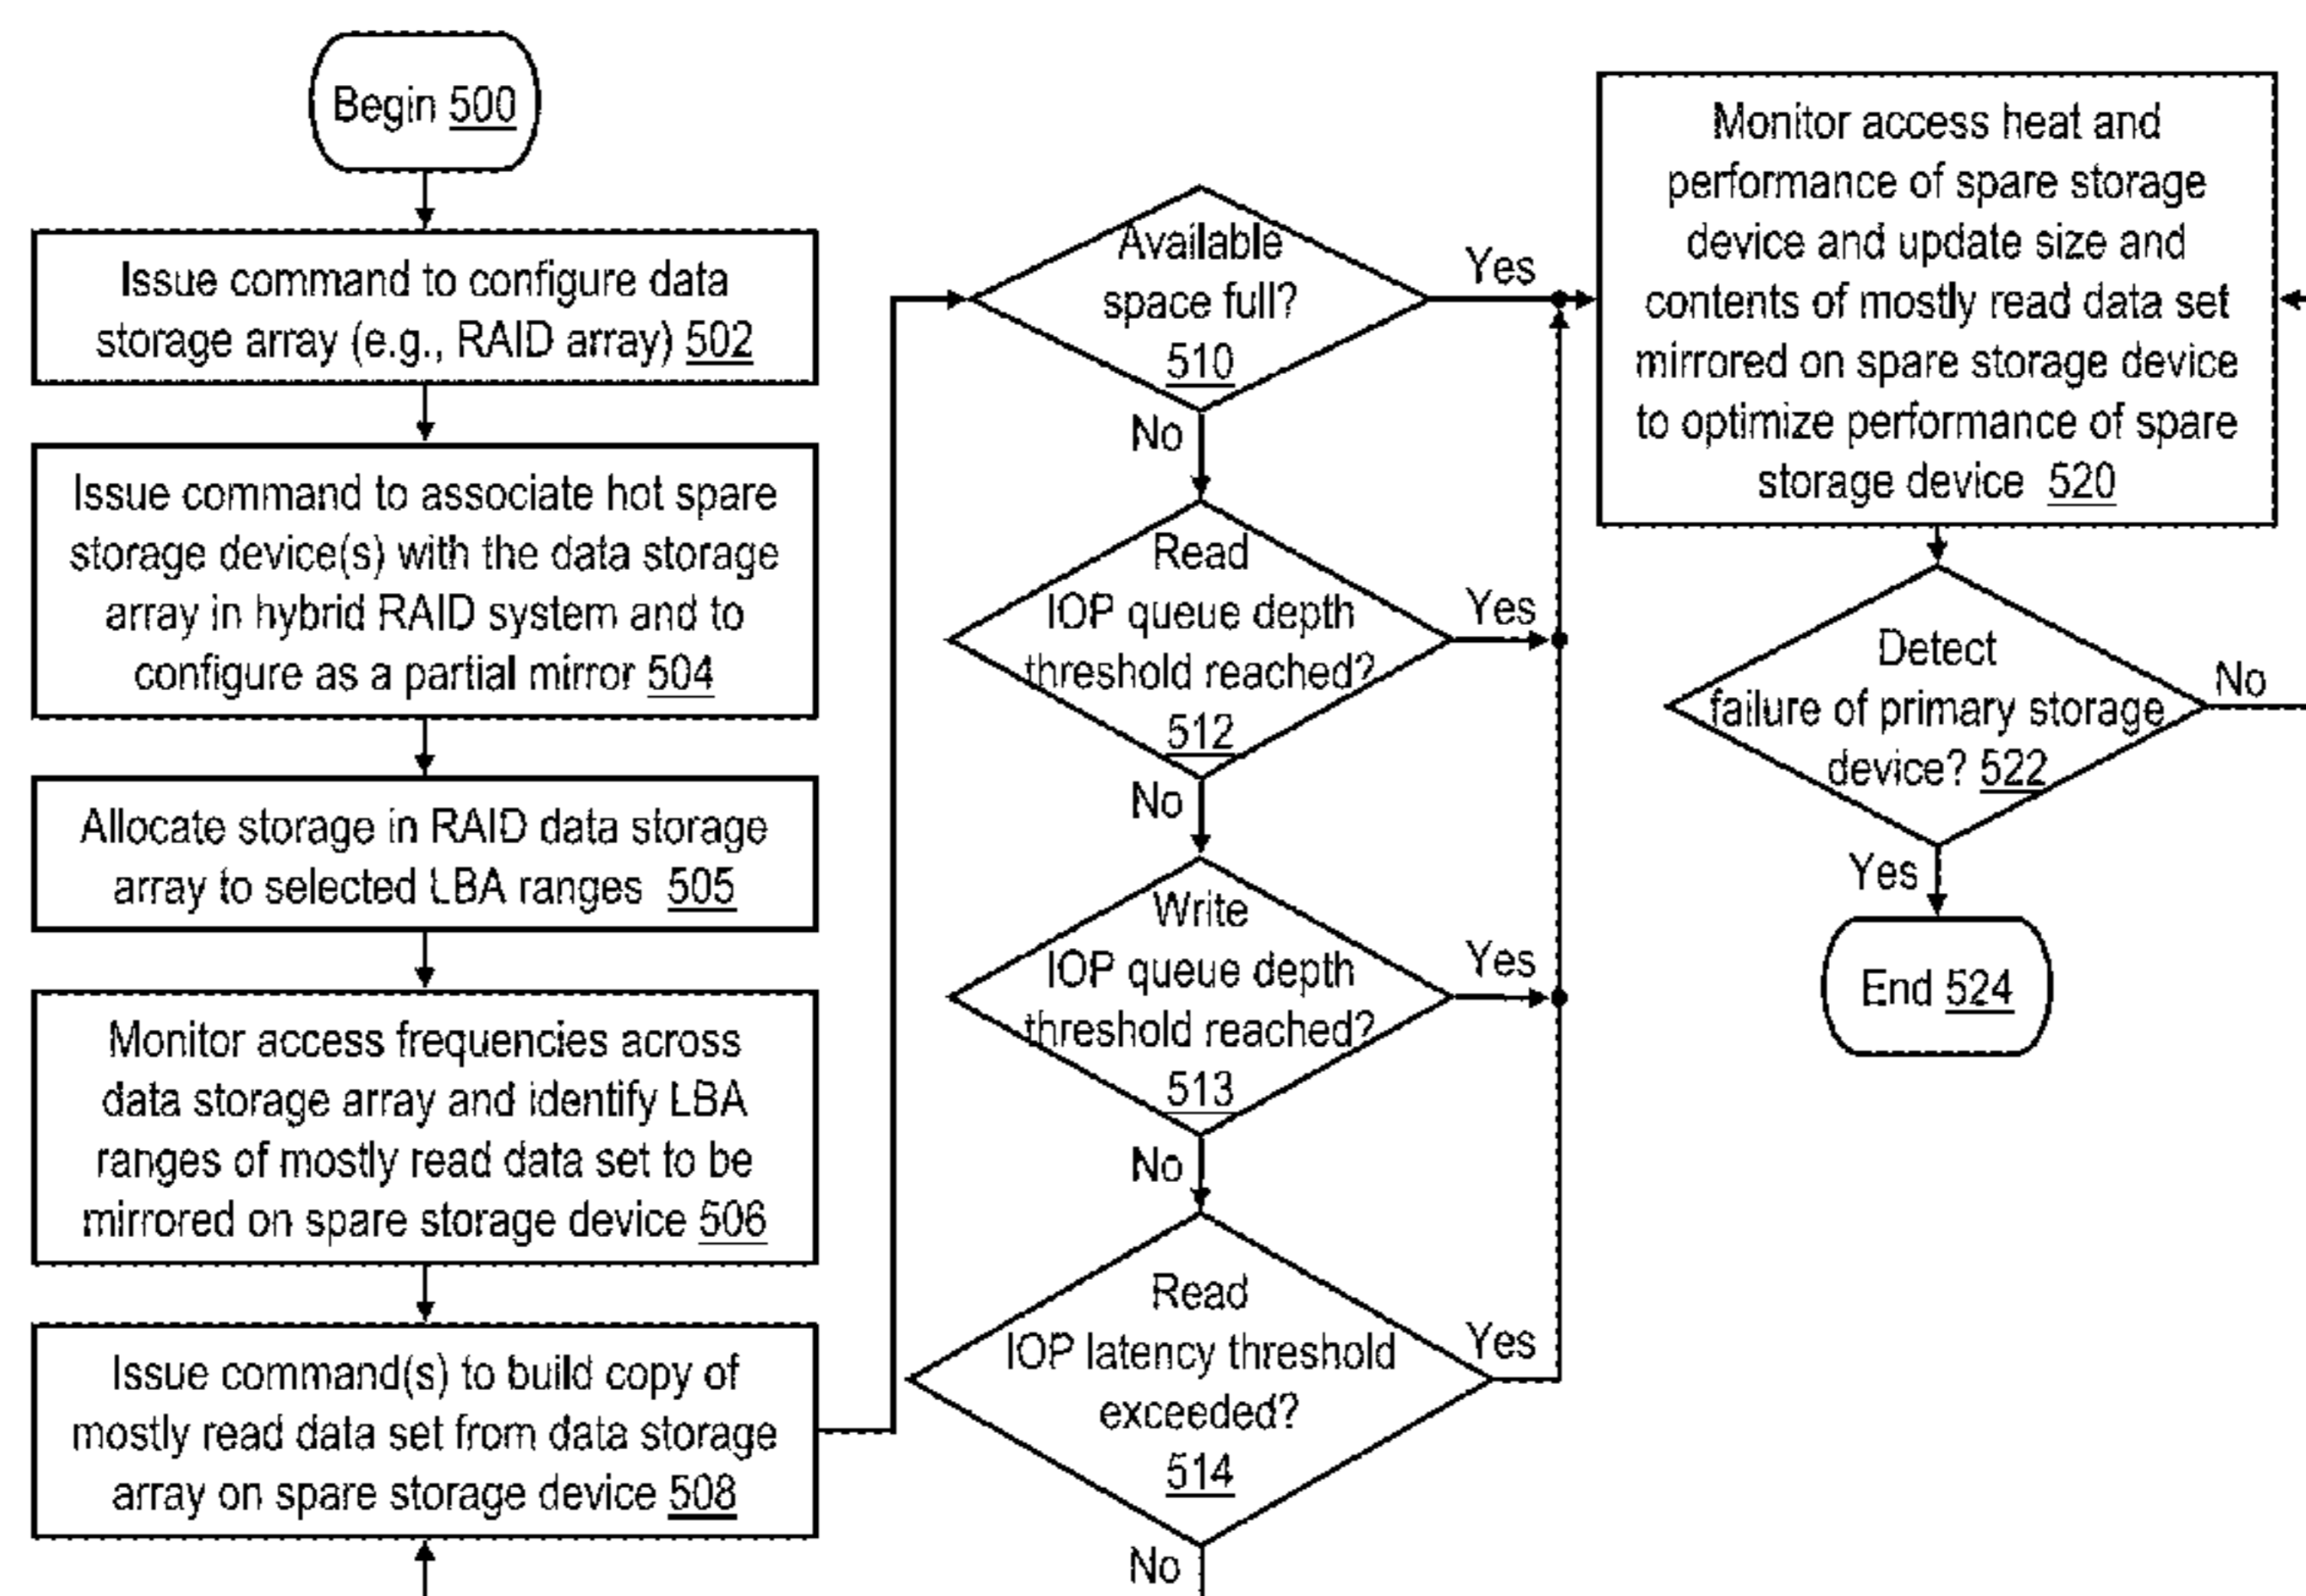 Begin 500
Issue command to configure data
storage array (e.g., RAID array) 502
Issue command to associate hot spare
storage device(s) with the data storage
array in hybrid RAID system and to
configure as a partial mirror 504
Allocate storage in RAID data storage
array to selected LBA ranges 505
Monitor access frequencies across
data storage array and identify LBA
ranges of mostly read data set to be
mirrored on spare storage device 506
Issue command(s) to build copy of
mostly read data set from data storage
array on spare storage device 508
Available
space full?
510
Yes
No
Read
IOP queue depth
threshold reached?
512
Yes
No
Write
IOP queue depth
threshold reached?
513
Yes
No
Read
IOP latency threshold
exceeded?
514
Yes
No
Monitor access heat and
performance of spare storage
device and update size and
contents of mostly read data set
mirrored on spare storage device
to optimize performance of spare
storage device 520
Detect
failure of primary storage
device? 522
No
Yes
End 524